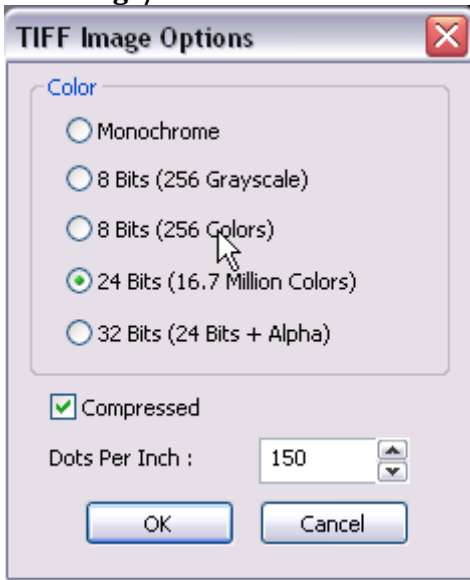 TIFF Image Options
Color
Monochrome
8 Bits (256 Grayscale)
8 Bits (256 Colors)
24 Bits (16.7 Million Colors)
32 Bits (24 Bits + Alpha)
Compressed
Dots Per Inch : 150
OK Cancel